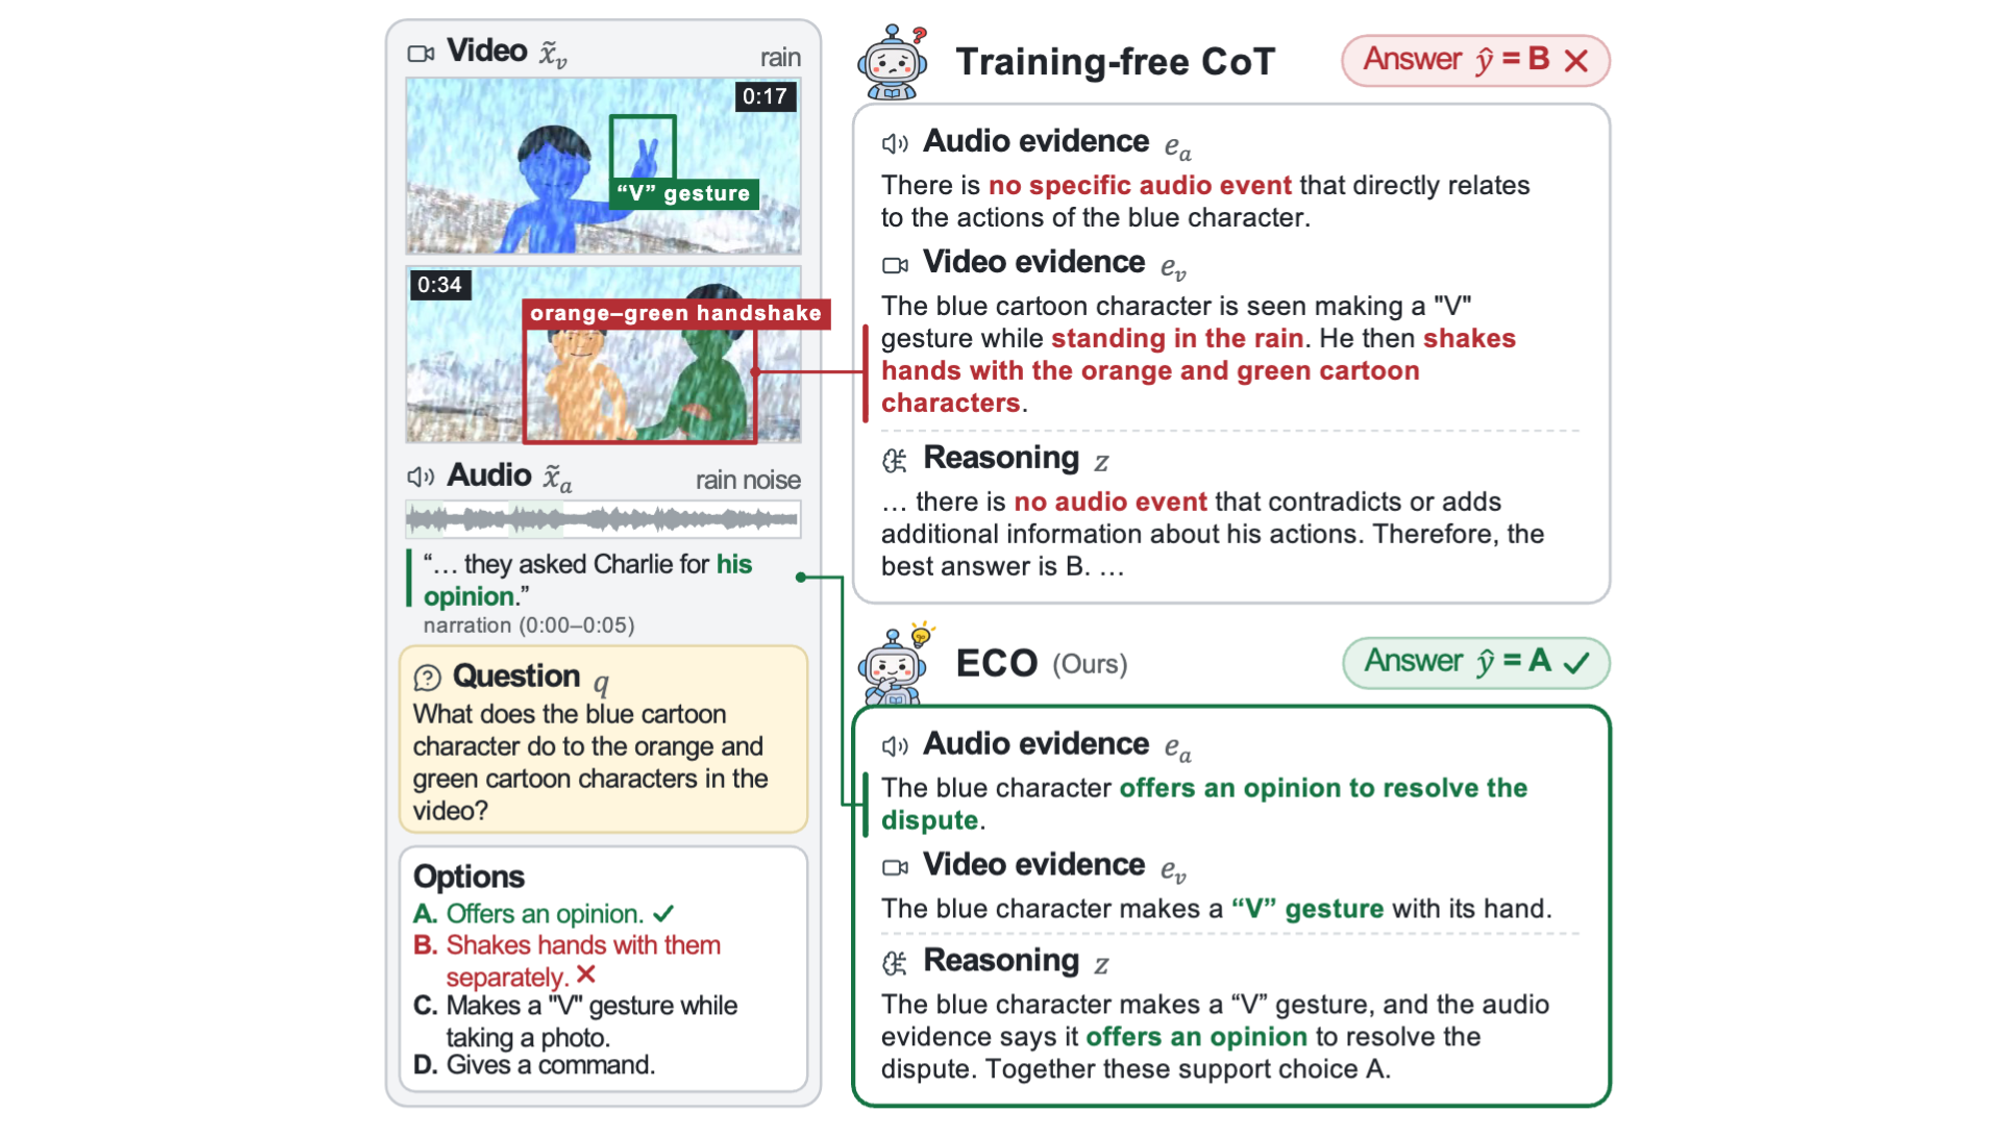 Video x̃ᵥ
rain
0:17
“V” gesture
0:34
orange–green handshake
Audio x̃ₐ
rain noise
“… they asked Charlie for his
opinion.”
narration (0:00–0:05)
Question q
What does the blue cartoon
character do to the orange and
green cartoon characters in the
video?
Options
A. Offers an opinion. ✓
B. Shakes hands with them
separately. ✕
C. Makes a "V" gesture while
taking a photo.
D. Gives a command.
Training-free CoT
Answer ŷ = B ✕
Audio evidence eₐ
There is no specific audio event that directly relates
to the actions of the blue character.
Video evidence eᵥ
The blue cartoon character is seen making a "V"
gesture while standing in the rain. He then shakes
hands with the orange and green cartoon
characters.
Reasoning z
… there is no audio event that contradicts or adds
additional information about his actions. Therefore, the
best answer is B. …
ECO (Ours)
Answer ŷ = A ✓
Audio evidence eₐ
The blue character offers an opinion to resolve the
dispute.
Video evidence eᵥ
The blue character makes a “V” gesture with its hand.
Reasoning z
The blue character makes a “V” gesture, and the audio
evidence says it offers an opinion to resolve the
dispute. Together these support choice A.